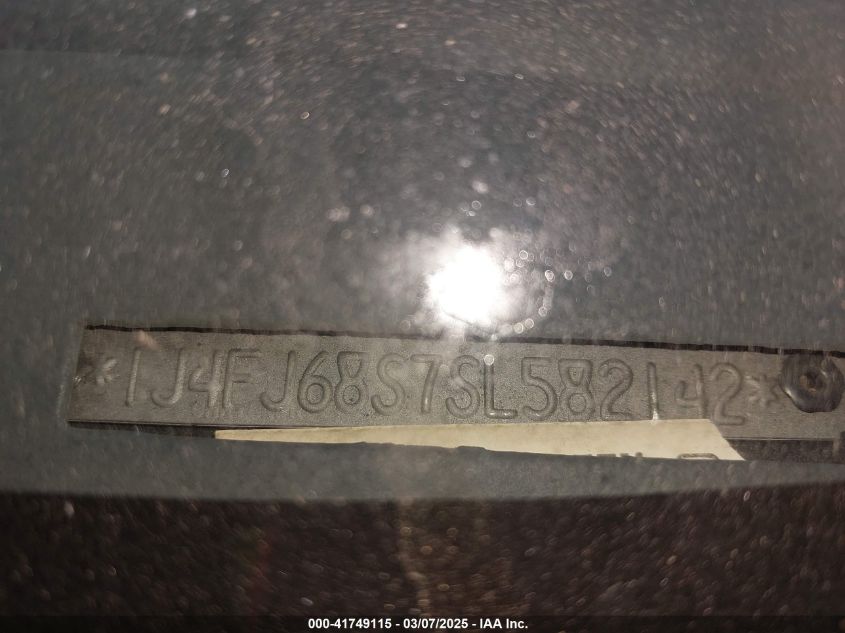 *1J4FJ68S7SL582142*
000-41749115 - 03/07/2025 - IAA Inc.